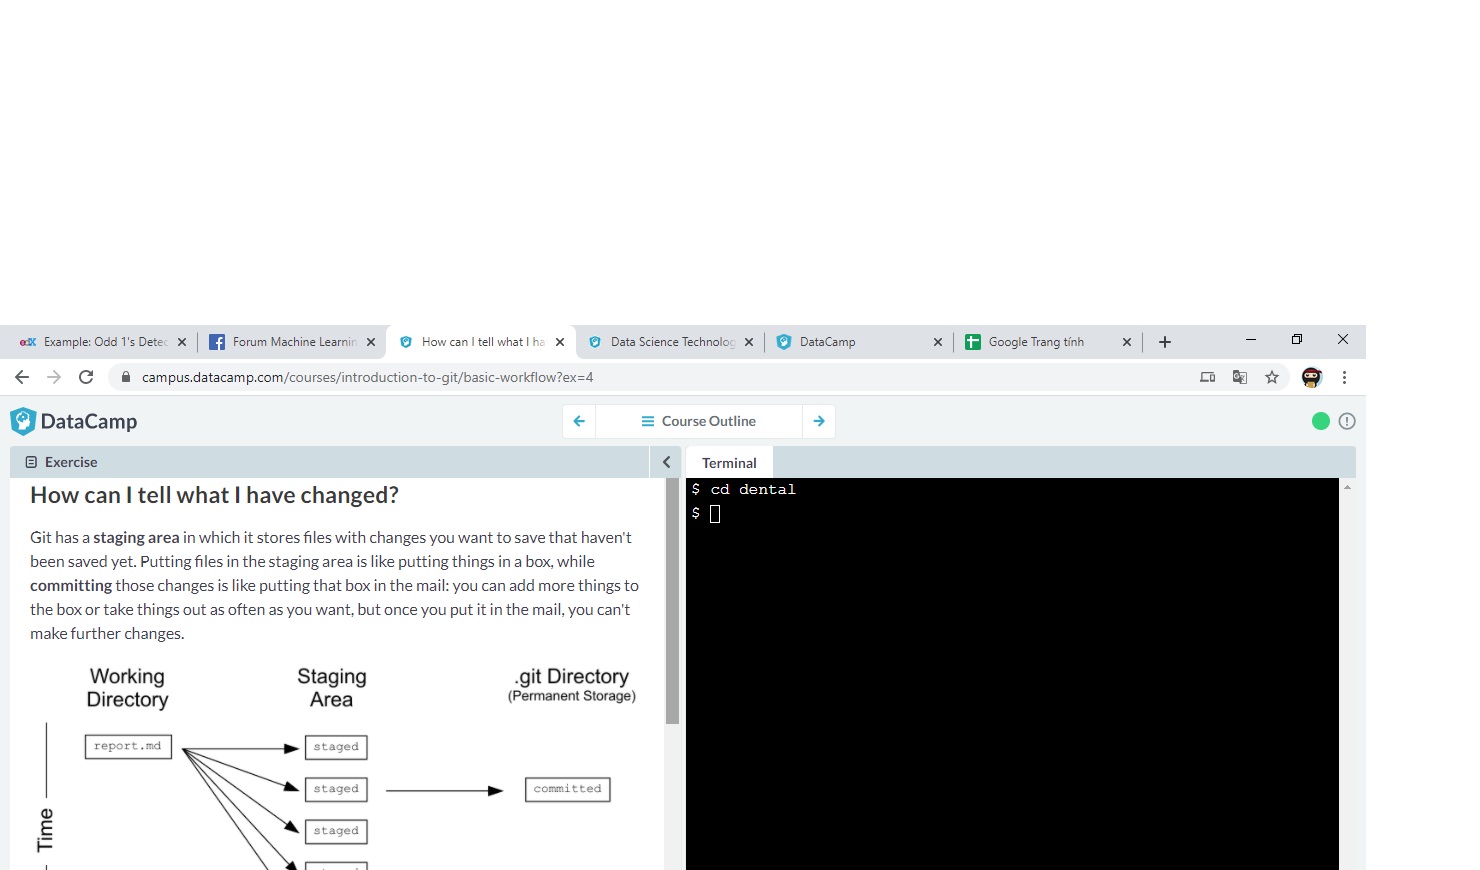 Example: Odd 1's Detec
Forum Machine Learnin
How can I tell what I ha
Data Science Technolog
DataCamp
Google Trang tính
campus.datacamp.com/courses/introduction-to-git/basic-workflow?ex=4
DataCamp
Course Outline
Exercise
Terminal
How can I tell what I have changed?
Git has a staging area in which it stores files with changes you want to save that haven't
been saved yet. Putting files in the staging area is like putting things in a box, while
committing those changes is like putting that box in the mail: you can add more things to
the box or take things out as often as you want, but once you put it in the mail, you can't
make further changes.
Working
Directory
Staging
Area
.git Directory
(Permanent Storage)
report.md
staged
staged
committed
staged
Time
$ cd dental
$